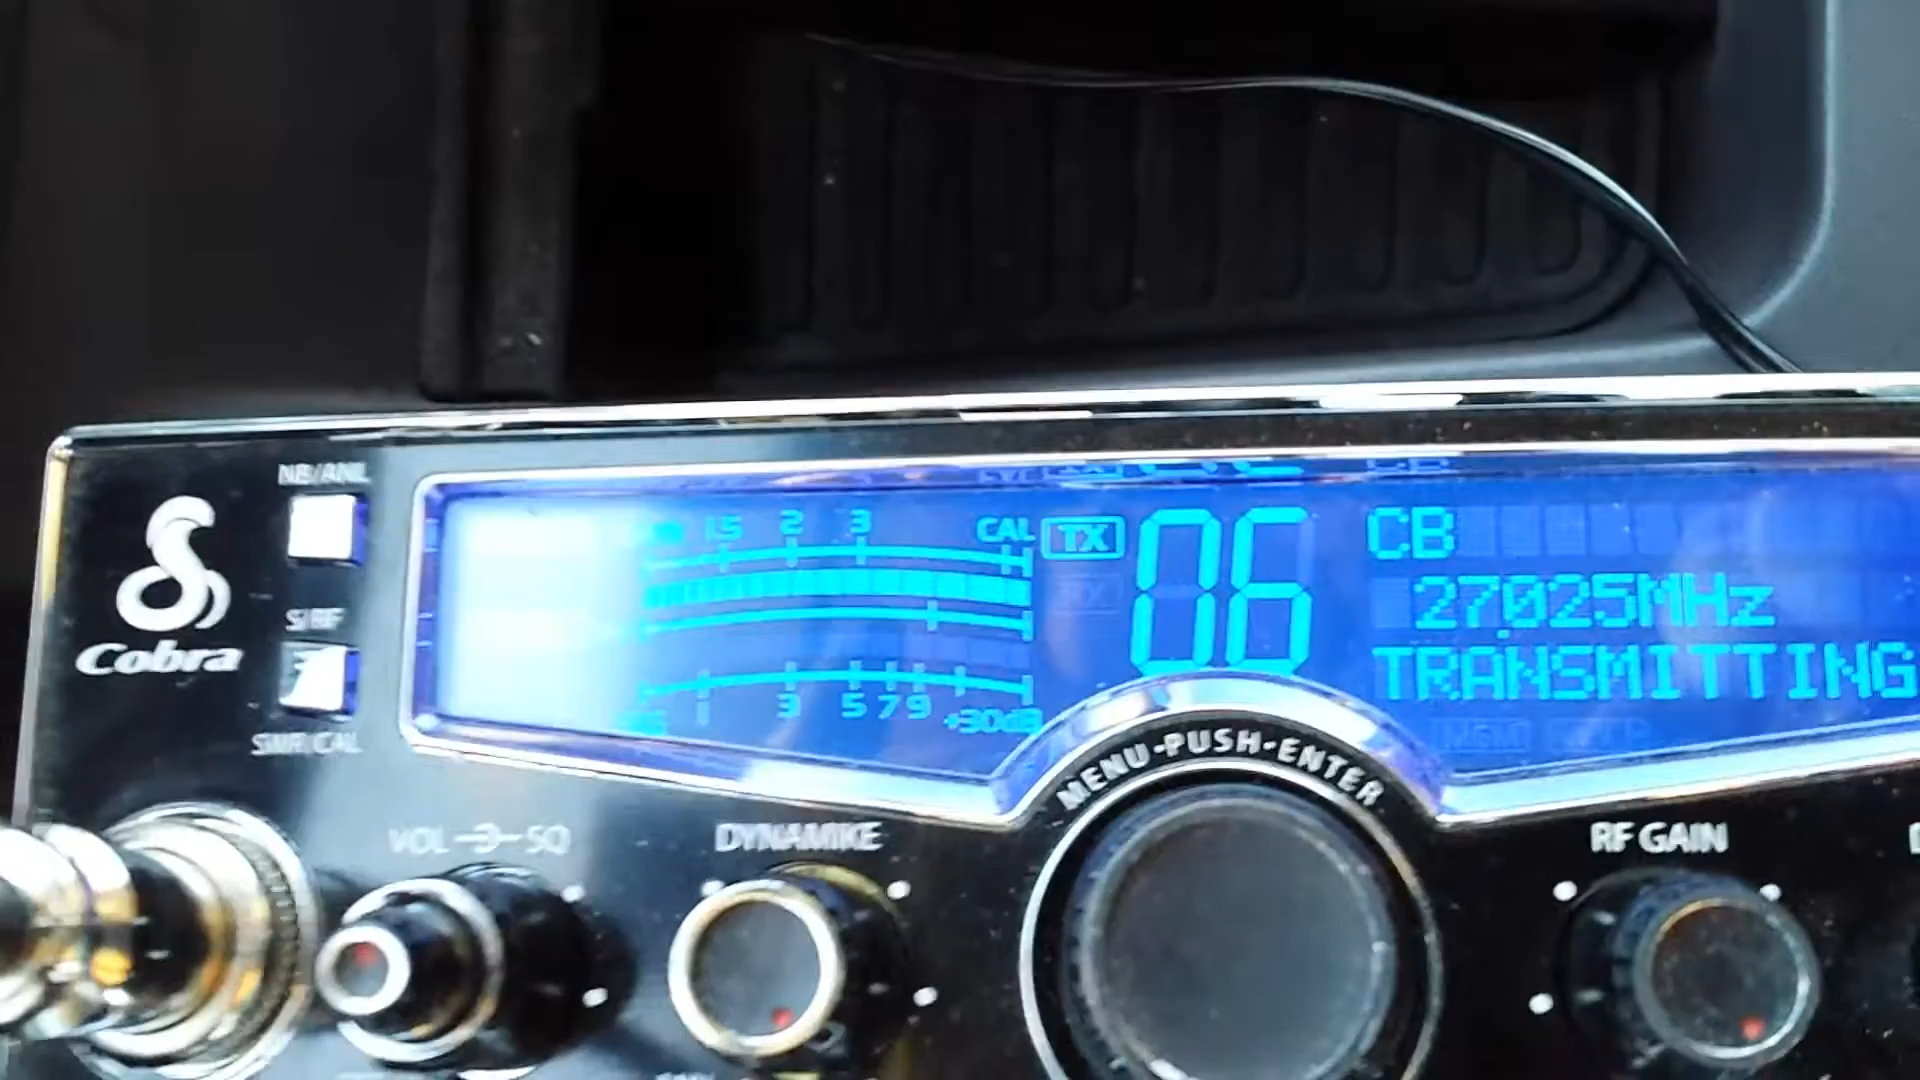 NB/ANL
S/RF
Cobra
SWR/CAL
1.5 2 3 CAL
TX
06
CB
27.025MHz
TRANSMITTING
1 3 5 7 9 +30dB
MENU-PUSH-ENTER
VOL SQ
DYNAMIKE
RF GAIN